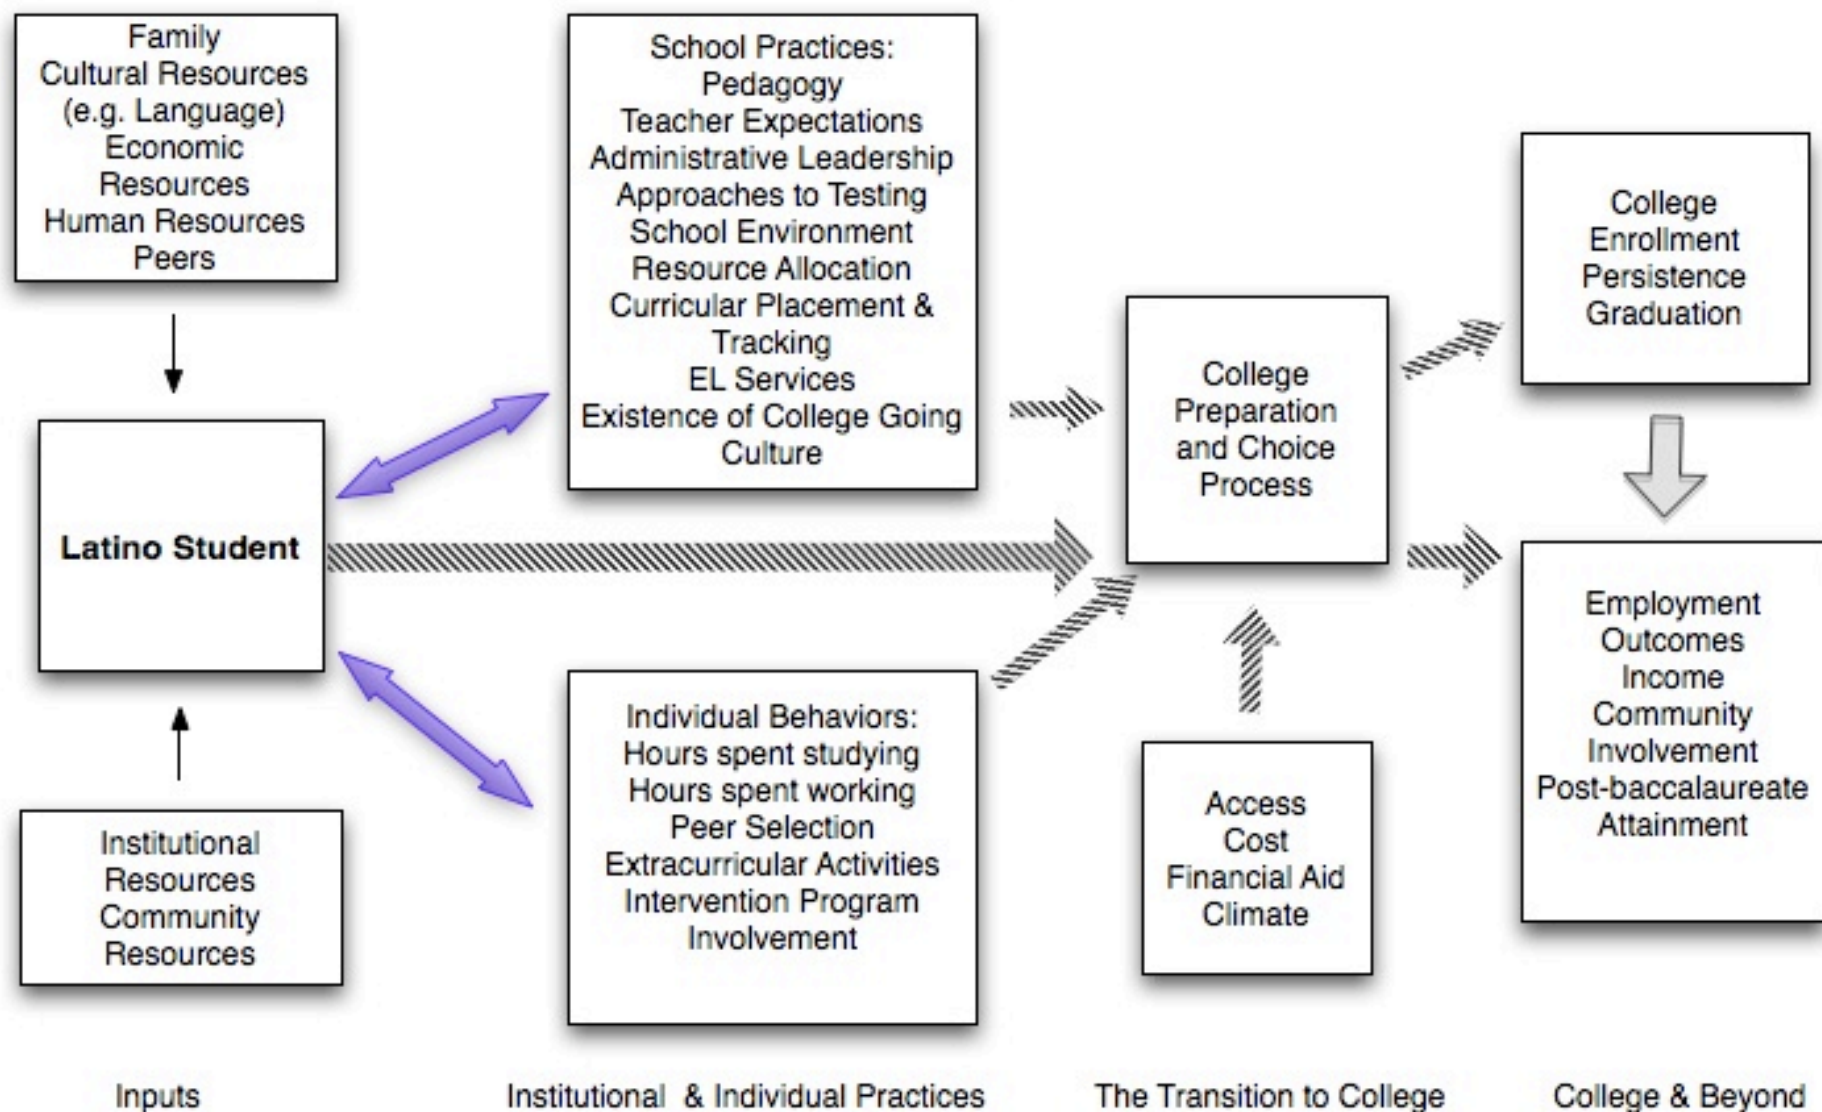 Family
Cultural Resources
(e.g. Language)
Economic
Resources
Human Resources
Peers
Latino Student
Institutional
Resources
Community
Resources
School Practices:
Pedagogy
Teacher Expectations
Administrative Leadership
Approaches to Testing
School Environment
Resource Allocation
Curricular Placement &
Tracking
EL Services
Existence of College Going
Culture
Individual Behaviors:
Hours spent studying
Hours spent working
Peer Selection
Extracurricular Activities
Intervention Program
Involvement
College
Preparation
and Choice
Process
Access
Cost
Financial Aid
Climate
College
Enrollment
Persistence
Graduation
Employment
Outcomes
Income
Community
Involvement
Post-baccalaureate
Attainment
Inputs
Institutional & Individual Practices
The Transition to College
College & Beyond